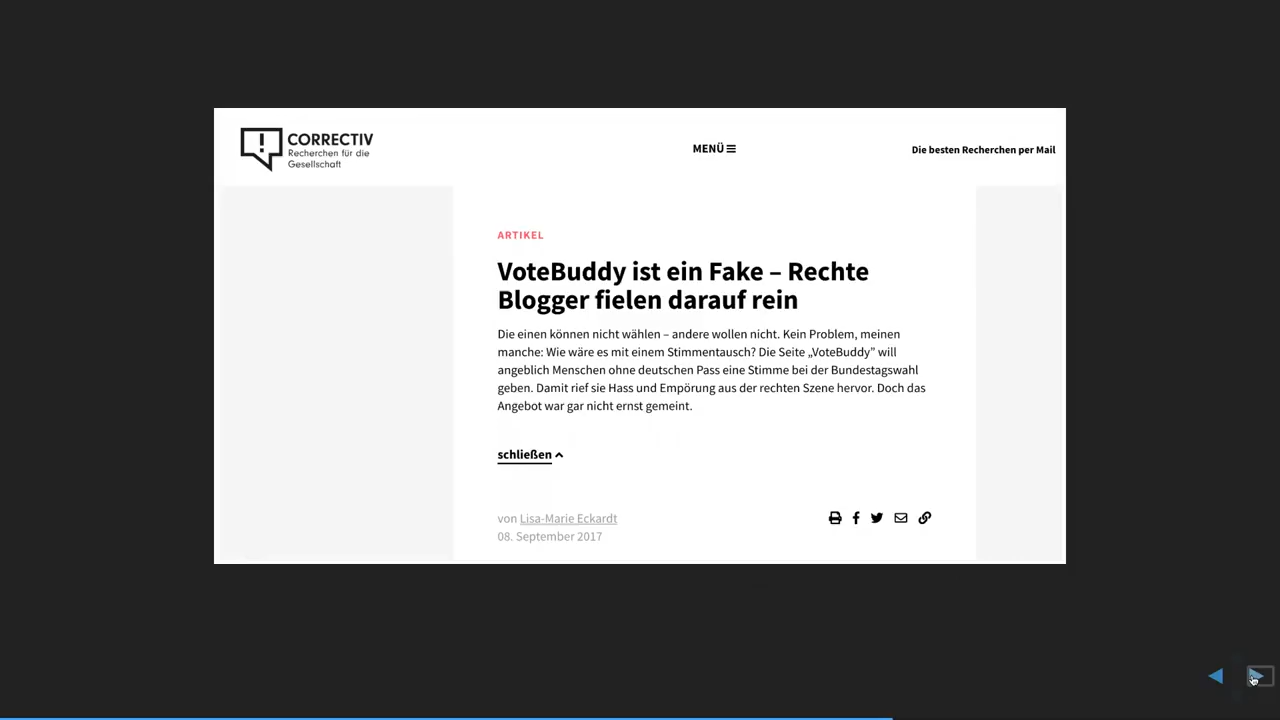 CORRECTIV
Recherchen für die
Gesellschaft
MENÜ
Die besten Recherchen per Mail
ARTIKEL
VoteBuddy ist ein Fake – Rechte
Blogger fielen darauf rein
Die einen können nicht wählen – andere wollen nicht. Kein Problem, meinen
manche: Wie wäre es mit einem Stimmentausch? Die Seite „VoteBuddy” will
angeblich Menschen ohne deutschen Pass eine Stimme bei der Bundestagswahl
geben. Damit rief sie Hass und Empörung aus der rechten Szene hervor. Doch das
Angebot war gar nicht ernst gemeint.
schließen
von Lisa-Marie Eckardt
08. September 2017